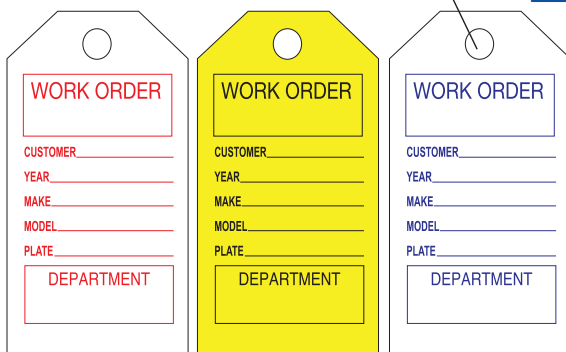 WORK ORDER
CUSTOMER
YEAR
MAKE
MODEL
PLATE
DEPARTMENT
WORK ORDER
CUSTOMER
YEAR
MAKE
MODEL
PLATE
DEPARTMENT
WORK ORDER
CUSTOMER
YEAR
MAKE
MODEL
PLATE
DEPARTMENT